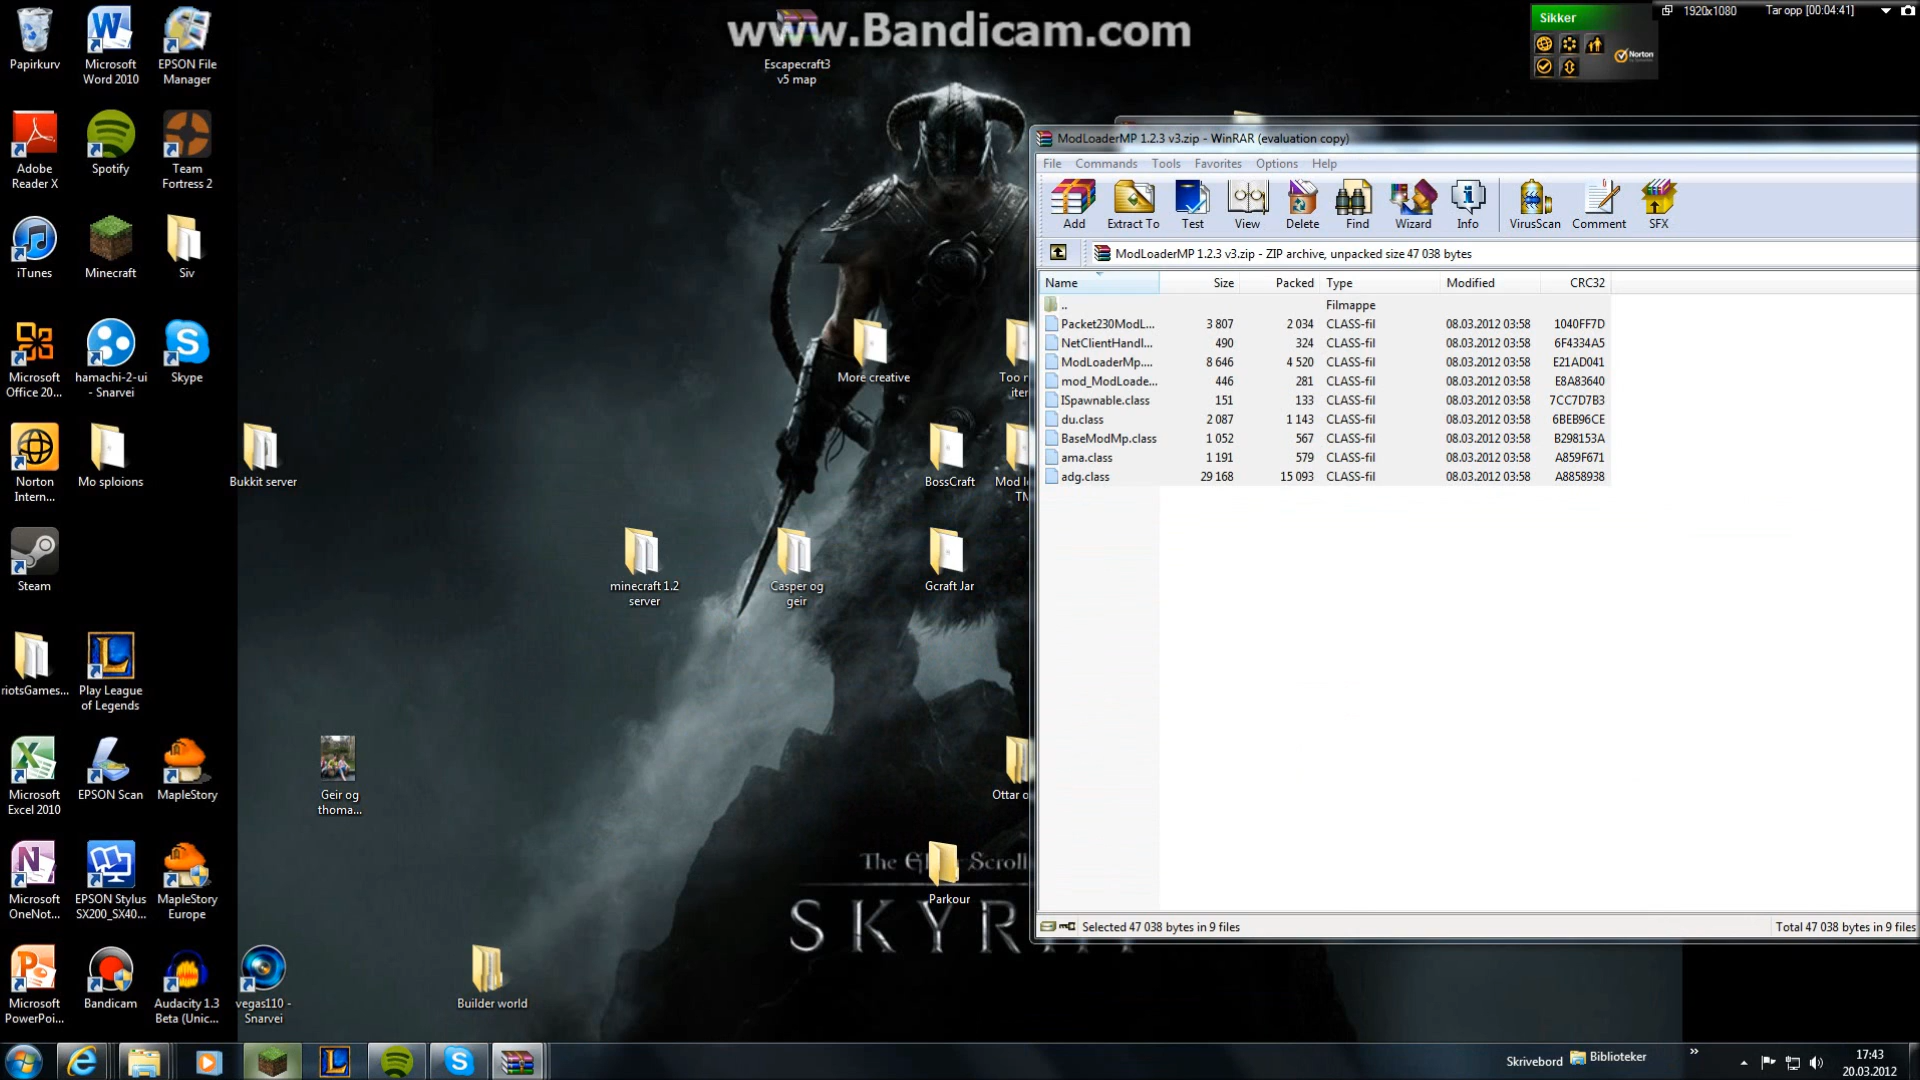 www.Bandicam.com
Sikker
Norton
1920x1080
Tar opp [00:04:41]
Papirkurv
Microsoft
Word 2010
EPSON File
Manager
Escapecraft3
v5 map
Adobe
Reader X
Spotify
Team
Fortress 2
iTunes
Minecraft
Siv
Microsoft
Office 20...
hamachi-2-ui
- Snarvei
Skype
More creative
Norton
Intern...
Mo sploions
Bukkit server
BossCraft
Steam
minecraft 1.2
server
Casper og
geir
Gcraft Jar
riotsGames...
Play League
of Legends
Microsoft
Excel 2010
EPSON Scan
MapleStory
Geir og
thoma...
Ottar o
Microsoft
OneNot...
EPSON Stylus
SX200_SX40...
MapleStory
Europe
Parkour
Microsoft
PowerPoi...
Bandicam
Audacity 1.3
Beta (Unic...
vegas110 -
Snarvei
Builder world
SKYR
ModLoaderMP 1.2.3 v3.zip - WinRAR (evaluation copy)
File Commands Tools Favorites Options Help
Add Extract To Test View Delete Find Wizard Info VirusScan Comment SFX
ModLoaderMP 1.2.3 v3.zip - ZIP archive, unpacked size 47 038 bytes
Name Size Packed Type Modified CRC32
.. Filmappe
Packet230ModL... 3 807 2 034 CLASS-fil 08.03.2012 03:58 1040FF7D
NetClientHandl... 490 324 CLASS-fil 08.03.2012 03:58 6F4334A5
ModLoaderMp.... 8 646 4 520 CLASS-fil 08.03.2012 03:58 E21AD041
mod_ModLoade... 446 281 CLASS-fil 08.03.2012 03:58 E8A83640
ISpawnable.class 151 133 CLASS-fil 08.03.2012 03:58 7CC7D7B3
du.class 2 087 1 143 CLASS-fil 08.03.2012 03:58 6BEB96CE
BaseModMp.class 1 052 567 CLASS-fil 08.03.2012 03:58 B298153A
ama.class 1 191 579 CLASS-fil 08.03.2012 03:58 A859F671
adg.class 29 168 15 093 CLASS-fil 08.03.2012 03:58 A8858938
Selected 47 038 bytes in 9 files
Total 47 038 bytes in 9 files
Skrivebord Biblioteker
17:43
20.03.2012